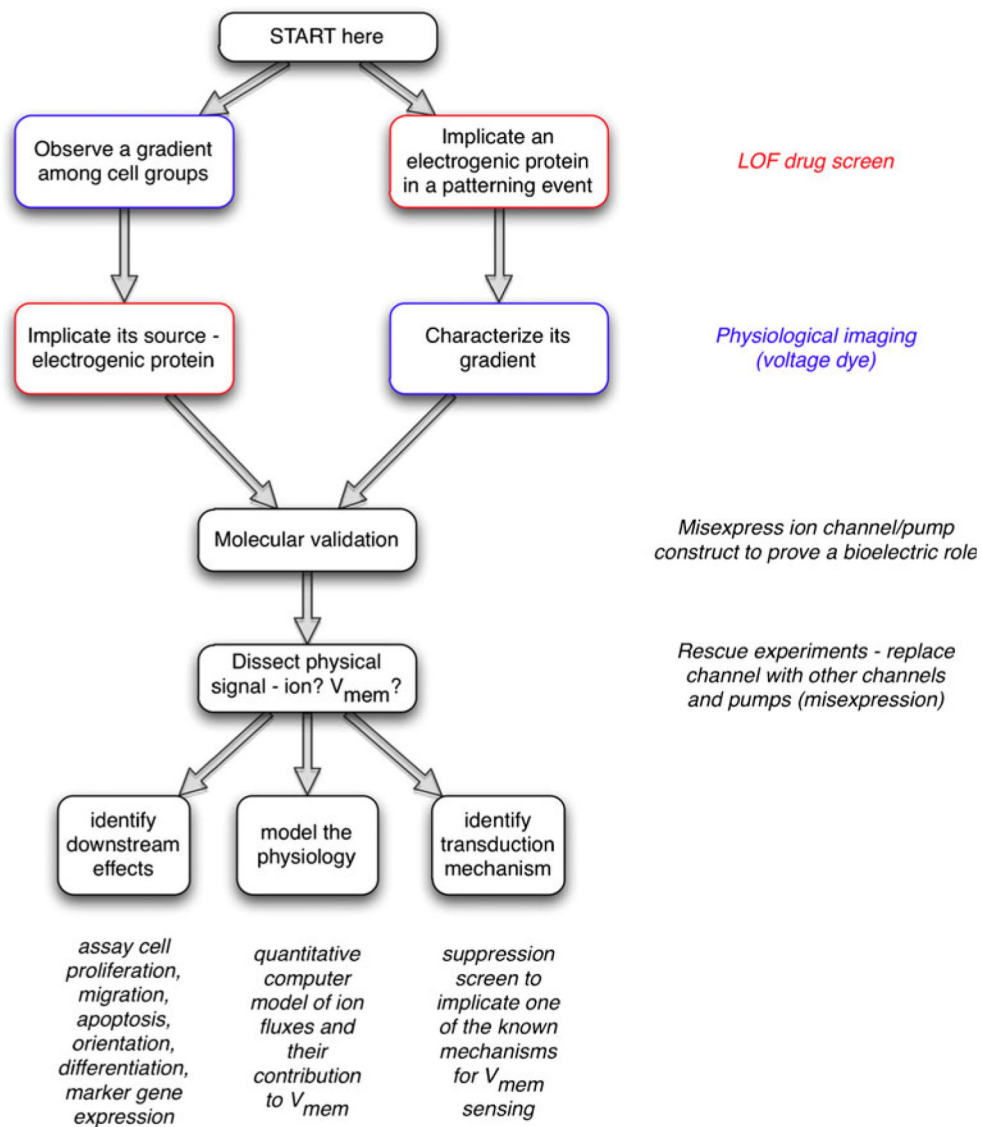 START here
Observe a gradient
among cell groups
Implicate an
electrogenic protein
in a patterning event
LOF drug screen
Implicate its source -
electrogenic protein
Characterize its
gradient
Physiological imaging
(voltage dye)
Molecular validation
Misexpress ion channel/pump
construct to prove a bioelectric role
Dissect physical
signal - ion? Vmem?
Rescue experiments - replace
channel with other channels
and pumps (misexpression)
identify
downstream
effects
model the
physiology
identify
transduction
mechanism
assay cell
proliferation,
migration,
apoptosis,
orientation,
differentiation,
marker gene
expression
quantitative
computer
model of ion
fluxes and
their
contribution
to Vmem
suppression
screen to
implicate one
of the known
mechanisms
for Vmem
sensing